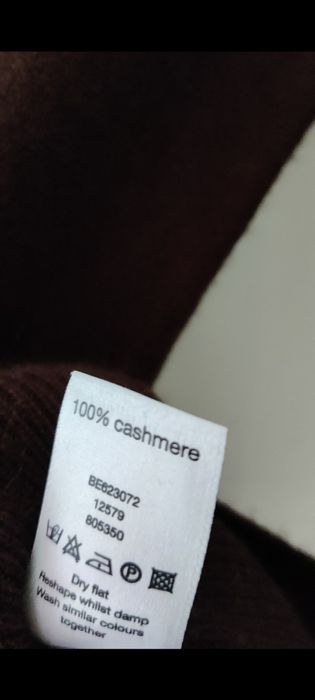 100% cashmere
BE623072
12579
805350
P
Dry flat
Reshape whilst damp
Wash similar colours
together